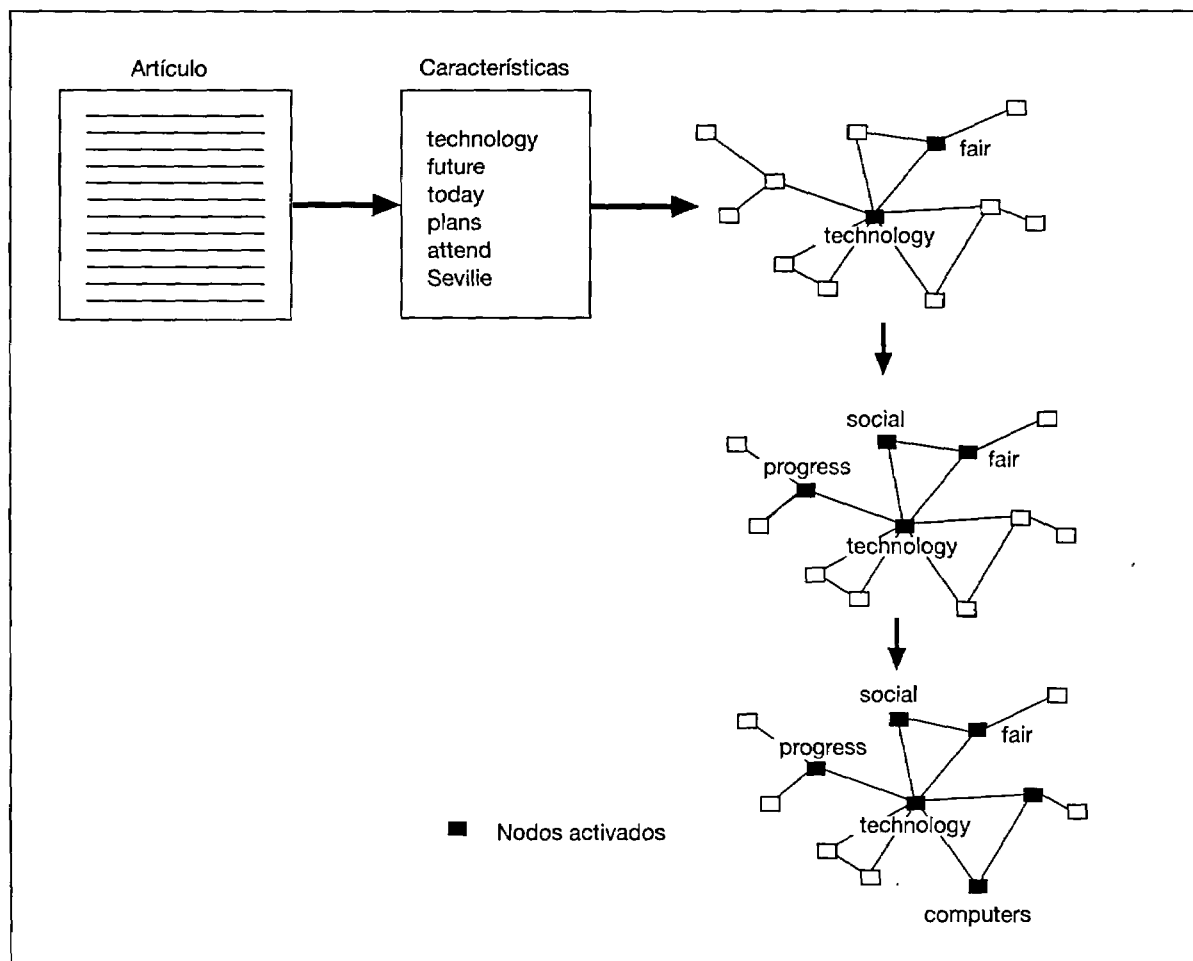 Artículo
Características
technology
future
today
plans
attend
Seville
fair
technology
social
progress
fair
technology
social
progress
fair
technology
Nodos activados
computers